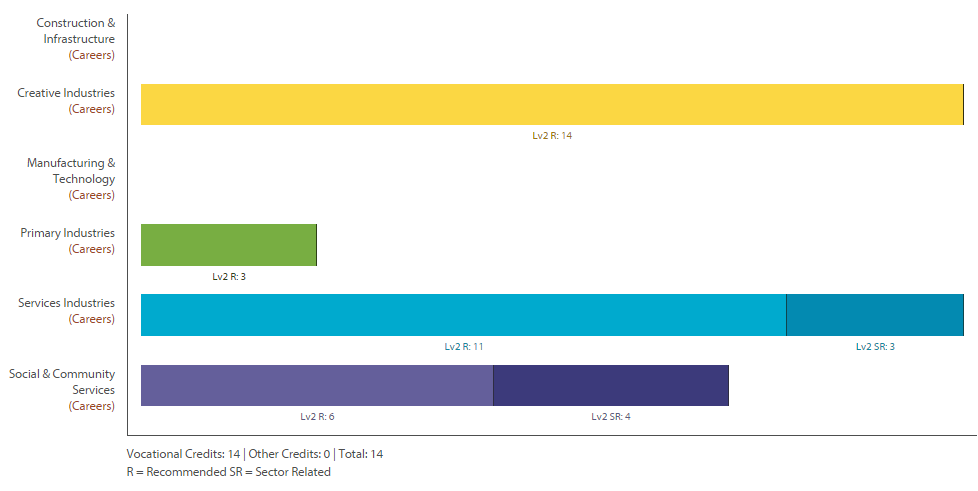 Construction &
Infrastructure
(Careers)
Creative Industries
(Careers)
Lv2 R: 14
Manufacturing &
Technology
(Careers)
Primary Industries
(Careers)
Lv2 R: 3
Services Industries
(Careers)
Lv2 R: 11
Lv2 SR: 3
Social & Community
Services
(Careers)
Lv2 R: 6
Lv2 SR: 4
Vocational Credits: 14 | Other Credits: 0 | Total: 14
R = Recommended SR = Sector Related